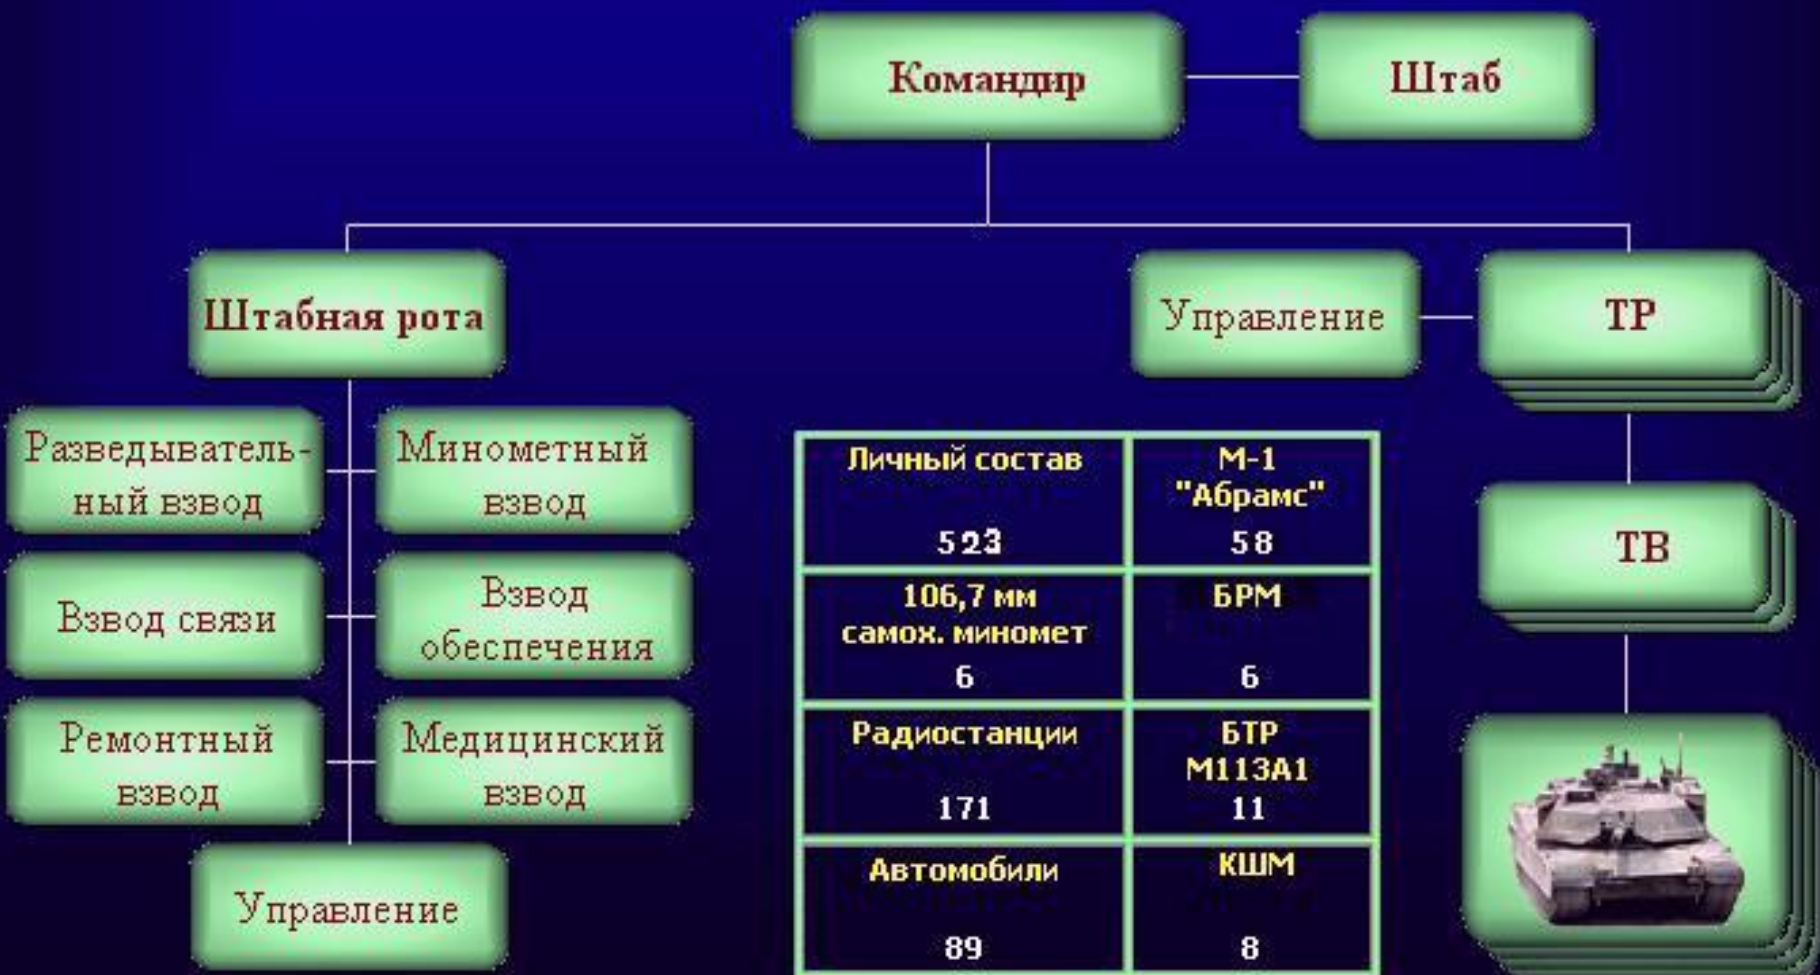 Командир
Штаб
Штабная рота
Управление
ТР
Разведыватель-
ный взвод
Минометный
взвод
Взвод связи
Взвод
обеспечения
Ремонтный
взвод
Медицинский
взвод
Управление
Личный состав
523
М-1
"Абрамс"
58
106,7 мм
самох. миномет
6
БРМ
6
Радиостанции
171
БТР
М113А1
11
Автомобили
89
КШМ
8
ТВ